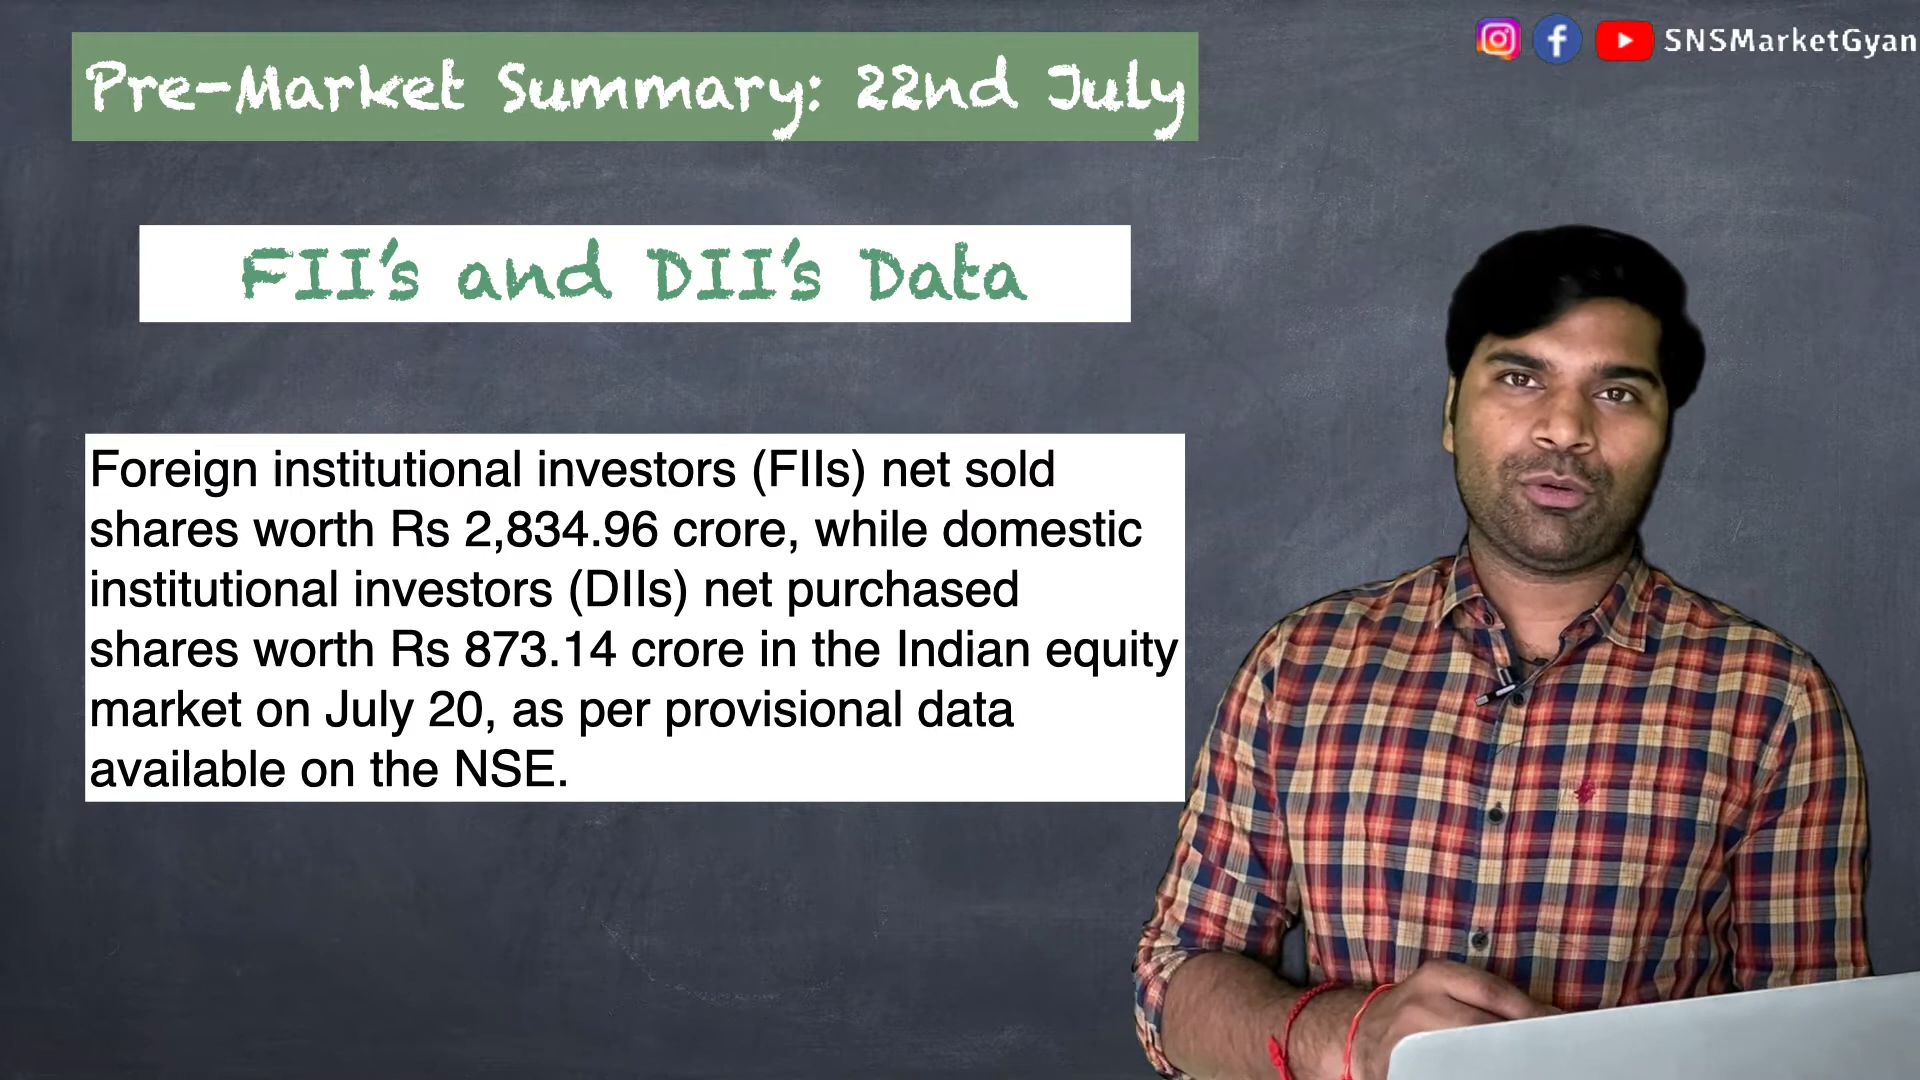 SNSMarketGyan
Pre-Market Summary: 22nd July
FII's and DII's Data
Foreign institutional investors (FIIs) net sold
shares worth Rs 2,834.96 crore, while domestic
institutional investors (DIIs) net purchased
shares worth Rs 873.14 crore in the Indian equity
market on July 20, as per provisional data
available on the NSE.